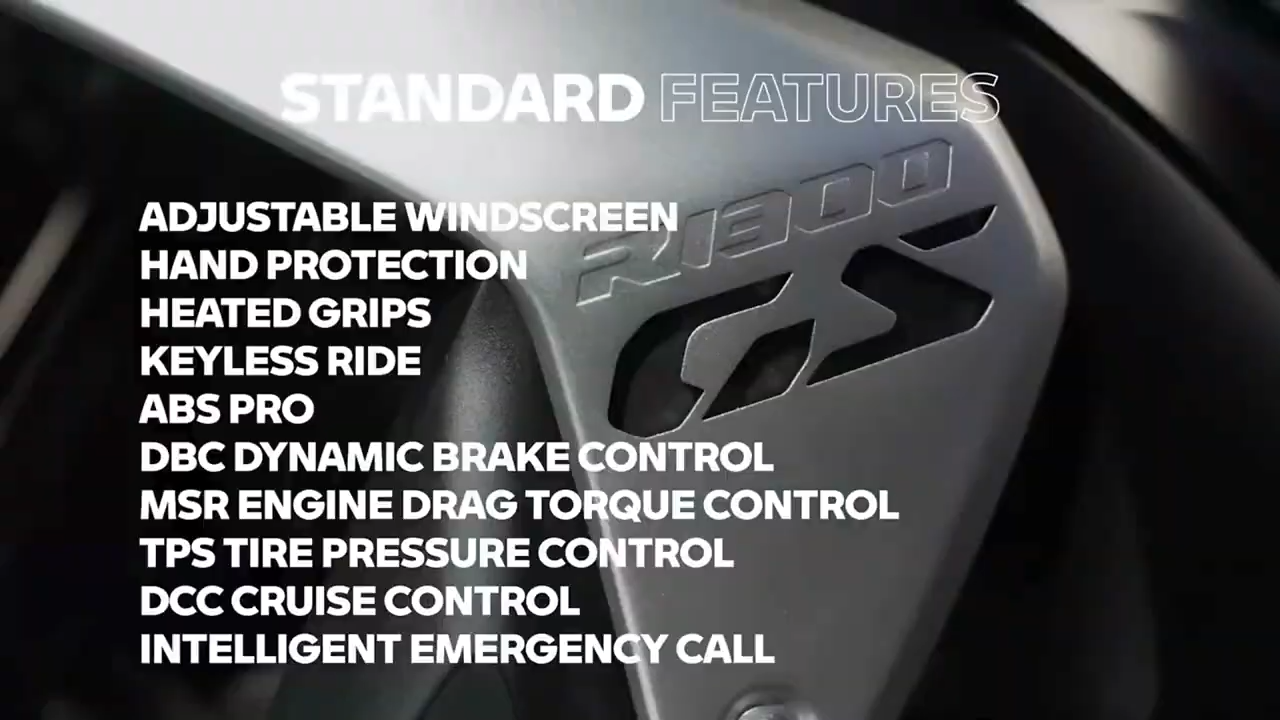 STANDARD FEATURES
R1300
GS
ADJUSTABLE WINDSCREEN
HAND PROTECTION
HEATED GRIPS
KEYLESS RIDE
ABS PRO
DBC DYNAMIC BRAKE CONTROL
MSR ENGINE DRAG TORQUE CONTROL
TPS TIRE PRESSURE CONTROL
DCC CRUISE CONTROL
INTELLIGENT EMERGENCY CALL